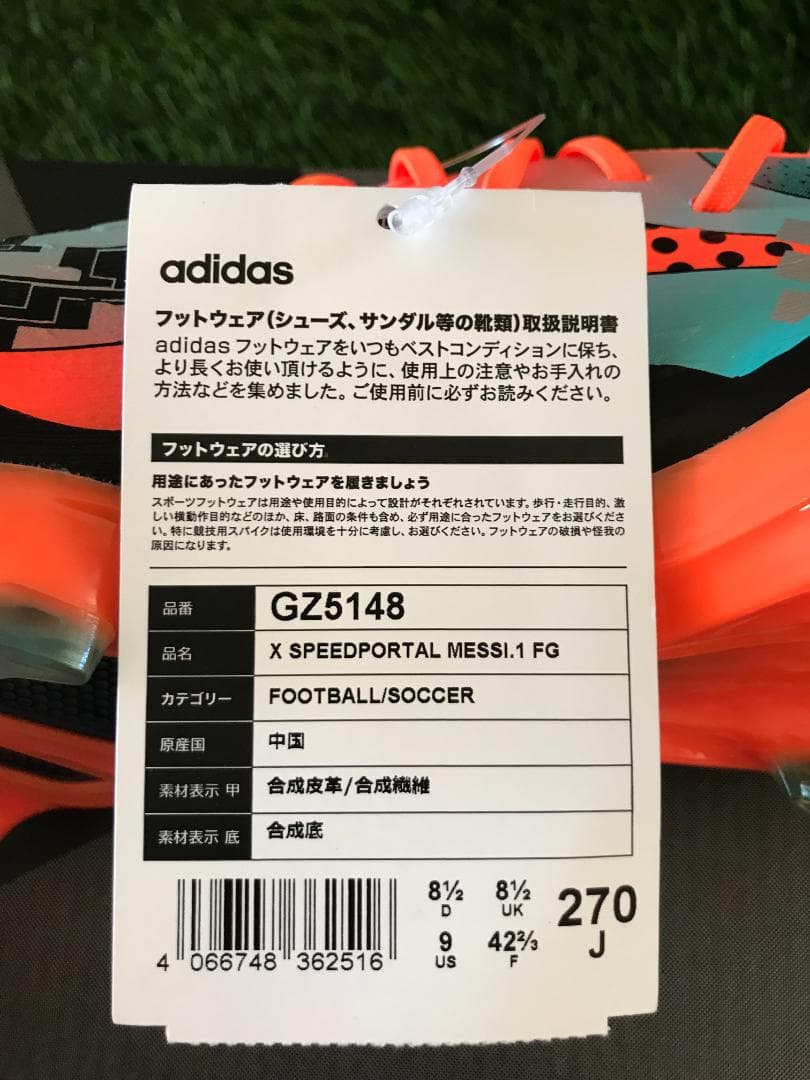 adidas
フットウェア(シューズ、サンダル等の靴類)取扱説明書
adidas フットウェアをいつもベストコンディションに保ち、
より長くお使い頂けるように、使用上の注意やお手入れの
方法などを集めました。ご使用前に必ずお読みください。
フットウェアの選び方
用途にあったフットウェアを履きましょう
スポーツフットウェアは用途や使用目的によって設計がそれぞれされています。歩行・走行目的、激
しい横動作目的などのほか、床、路面の条件も含め、必ず用途に合ったフットウェアをお選びくださ
い。特に競技用スパイクは使用環境を十分に考慮し、お選びください。フットウェアの破損や怪我の
原因になります。
品番 GZ5148
品名 X SPEEDPORTAL MESSI.1 FG
カテゴリー FOOTBALL/SOCCER
原産国 中国
素材表示 甲 合成皮革/合成繊維
素材表示 底 合成底
8½ 8½ 270
D UK J
9 42⅔
US F
4 066748 362516